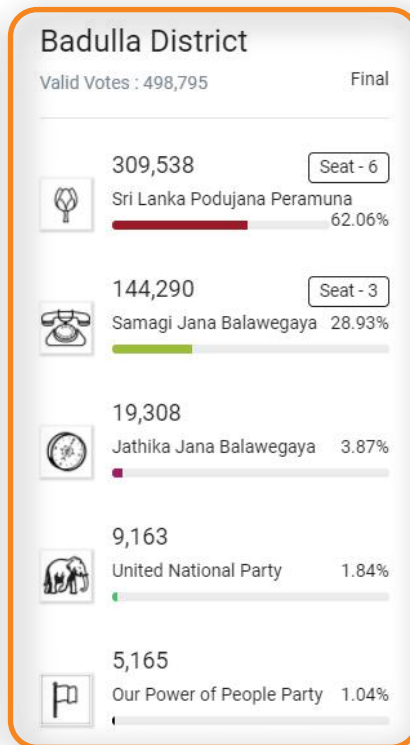 Badulla District
Valid Votes : 498,795 Final
309,538 Seat - 6
Sri Lanka Podujana Peramuna
62.06%
144,290 Seat - 3
Samagi Jana Balawegaya 28.93%
19,308
Jathika Jana Balawegaya 3.87%
9,163
United National Party 1.84%
5,165
Our Power of People Party 1.04%